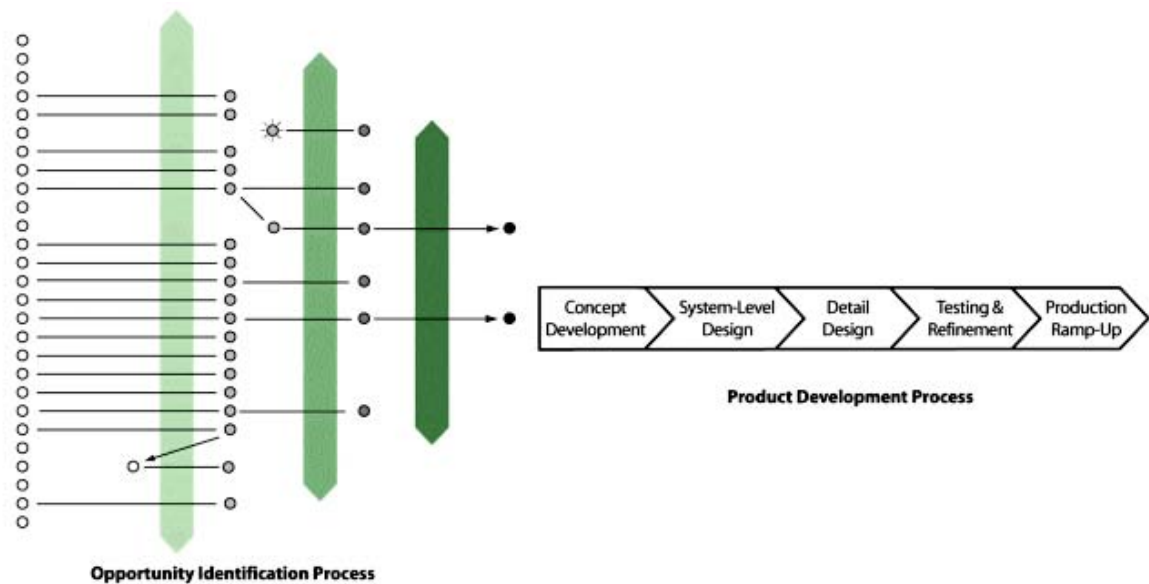 Concept
Development
System-Level
Design
Detail
Design
Testing &
Refinement
Production
Ramp-Up
Product Development Process
Opportunity Identification Process